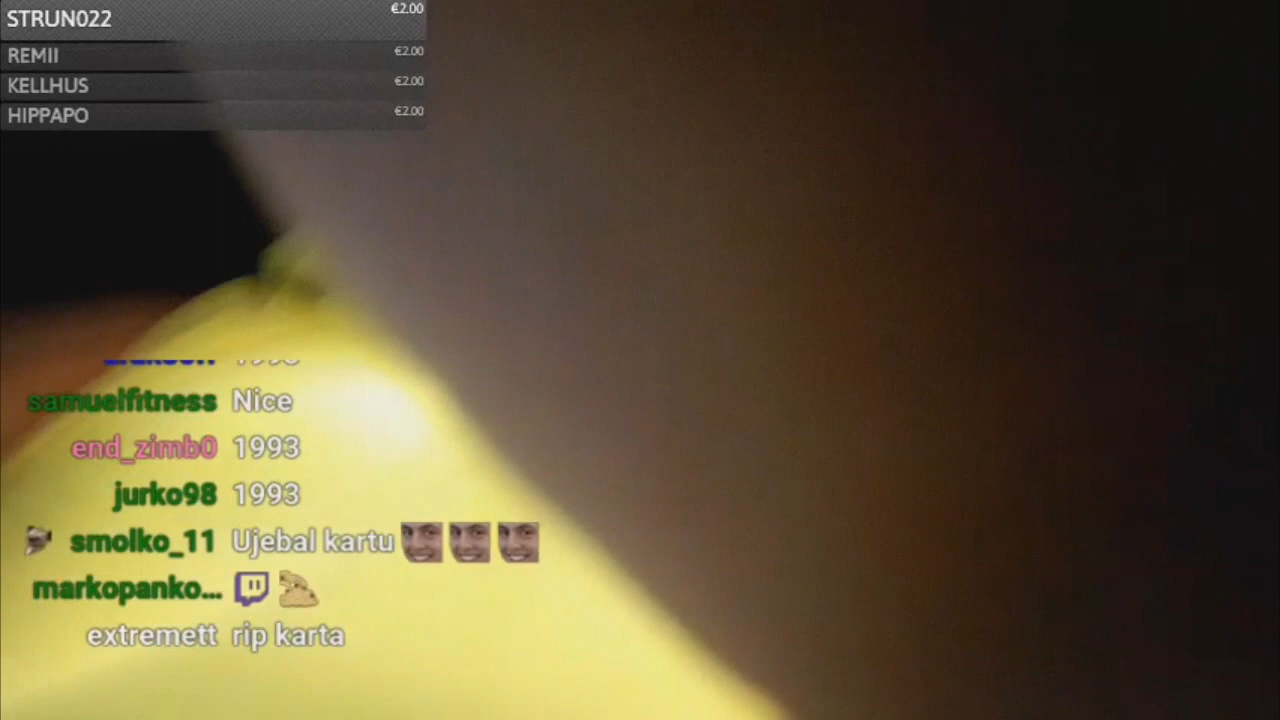 STRUN022 €2.00
REMII €2.00
KELLHUS €2.00
HIPPAPO €2.00
samuelfitness Nice
end_zimb0 1993
jurko98 1993
smolko_11 Ujebal kartu
markopanko...
extremett rip karta